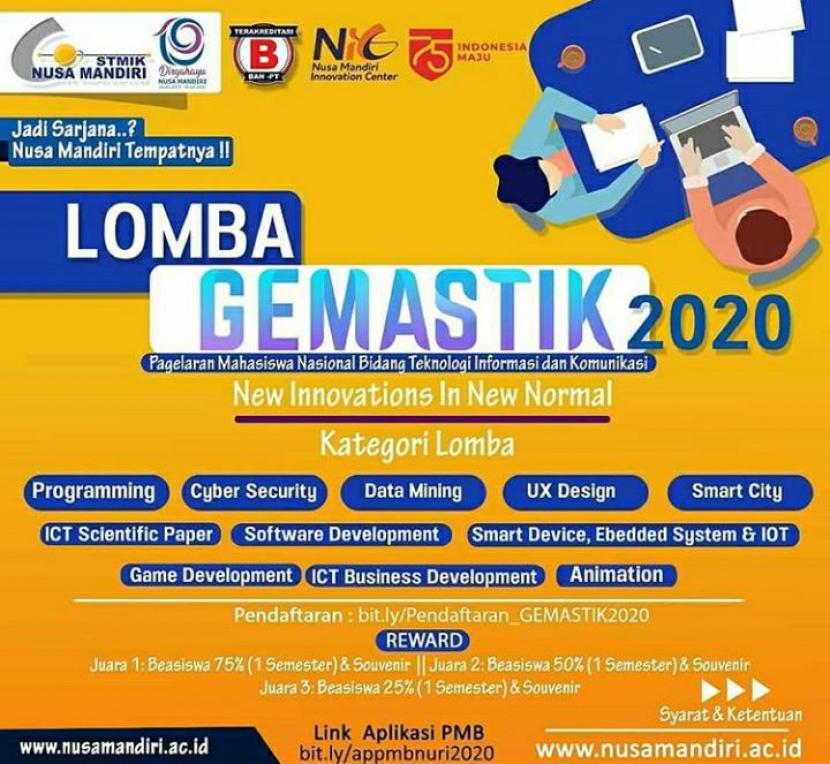 STMIK
NUSA MANDIRI
Dirgahayu
NUSA MANDIRI
TERAKREDITASI
B
BAN-PT
NIC
Nusa Mandiri
Innovation Center
75
INDONESIA
MAJU
Jadi Sarjana..?
Nusa Mandiri Tempatnya !!
LOMBA
GEMASTIK 2020
Pagelaran Mahasiswa Nasional Bidang Teknologi Informasi dan Komunikasi
New Innovations In New Normal
Kategori Lomba
Programming Cyber Security Data Mining UX Design Smart City
ICT Scientific Paper Software Development Smart Device, Ebedded System & IOT
Game Development ICT Business Development Animation
Pendaftaran : bit.ly/Pendaftaran_GEMASTIK2020
REWARD
Juara 1: Beasiswa 75% (1 Semester) & Souvenir || Juara 2: Beasiswa 50% (1 Semester) & Souvenir
Juara 3: Beasiswa 25% (1 Semester) & Souvenir
Syarat & Ketentuan
www.nusamandiri.ac.id
Link Aplikasi PMB
bit.ly/appmbnuri2020
www.nusamandiri.ac.id